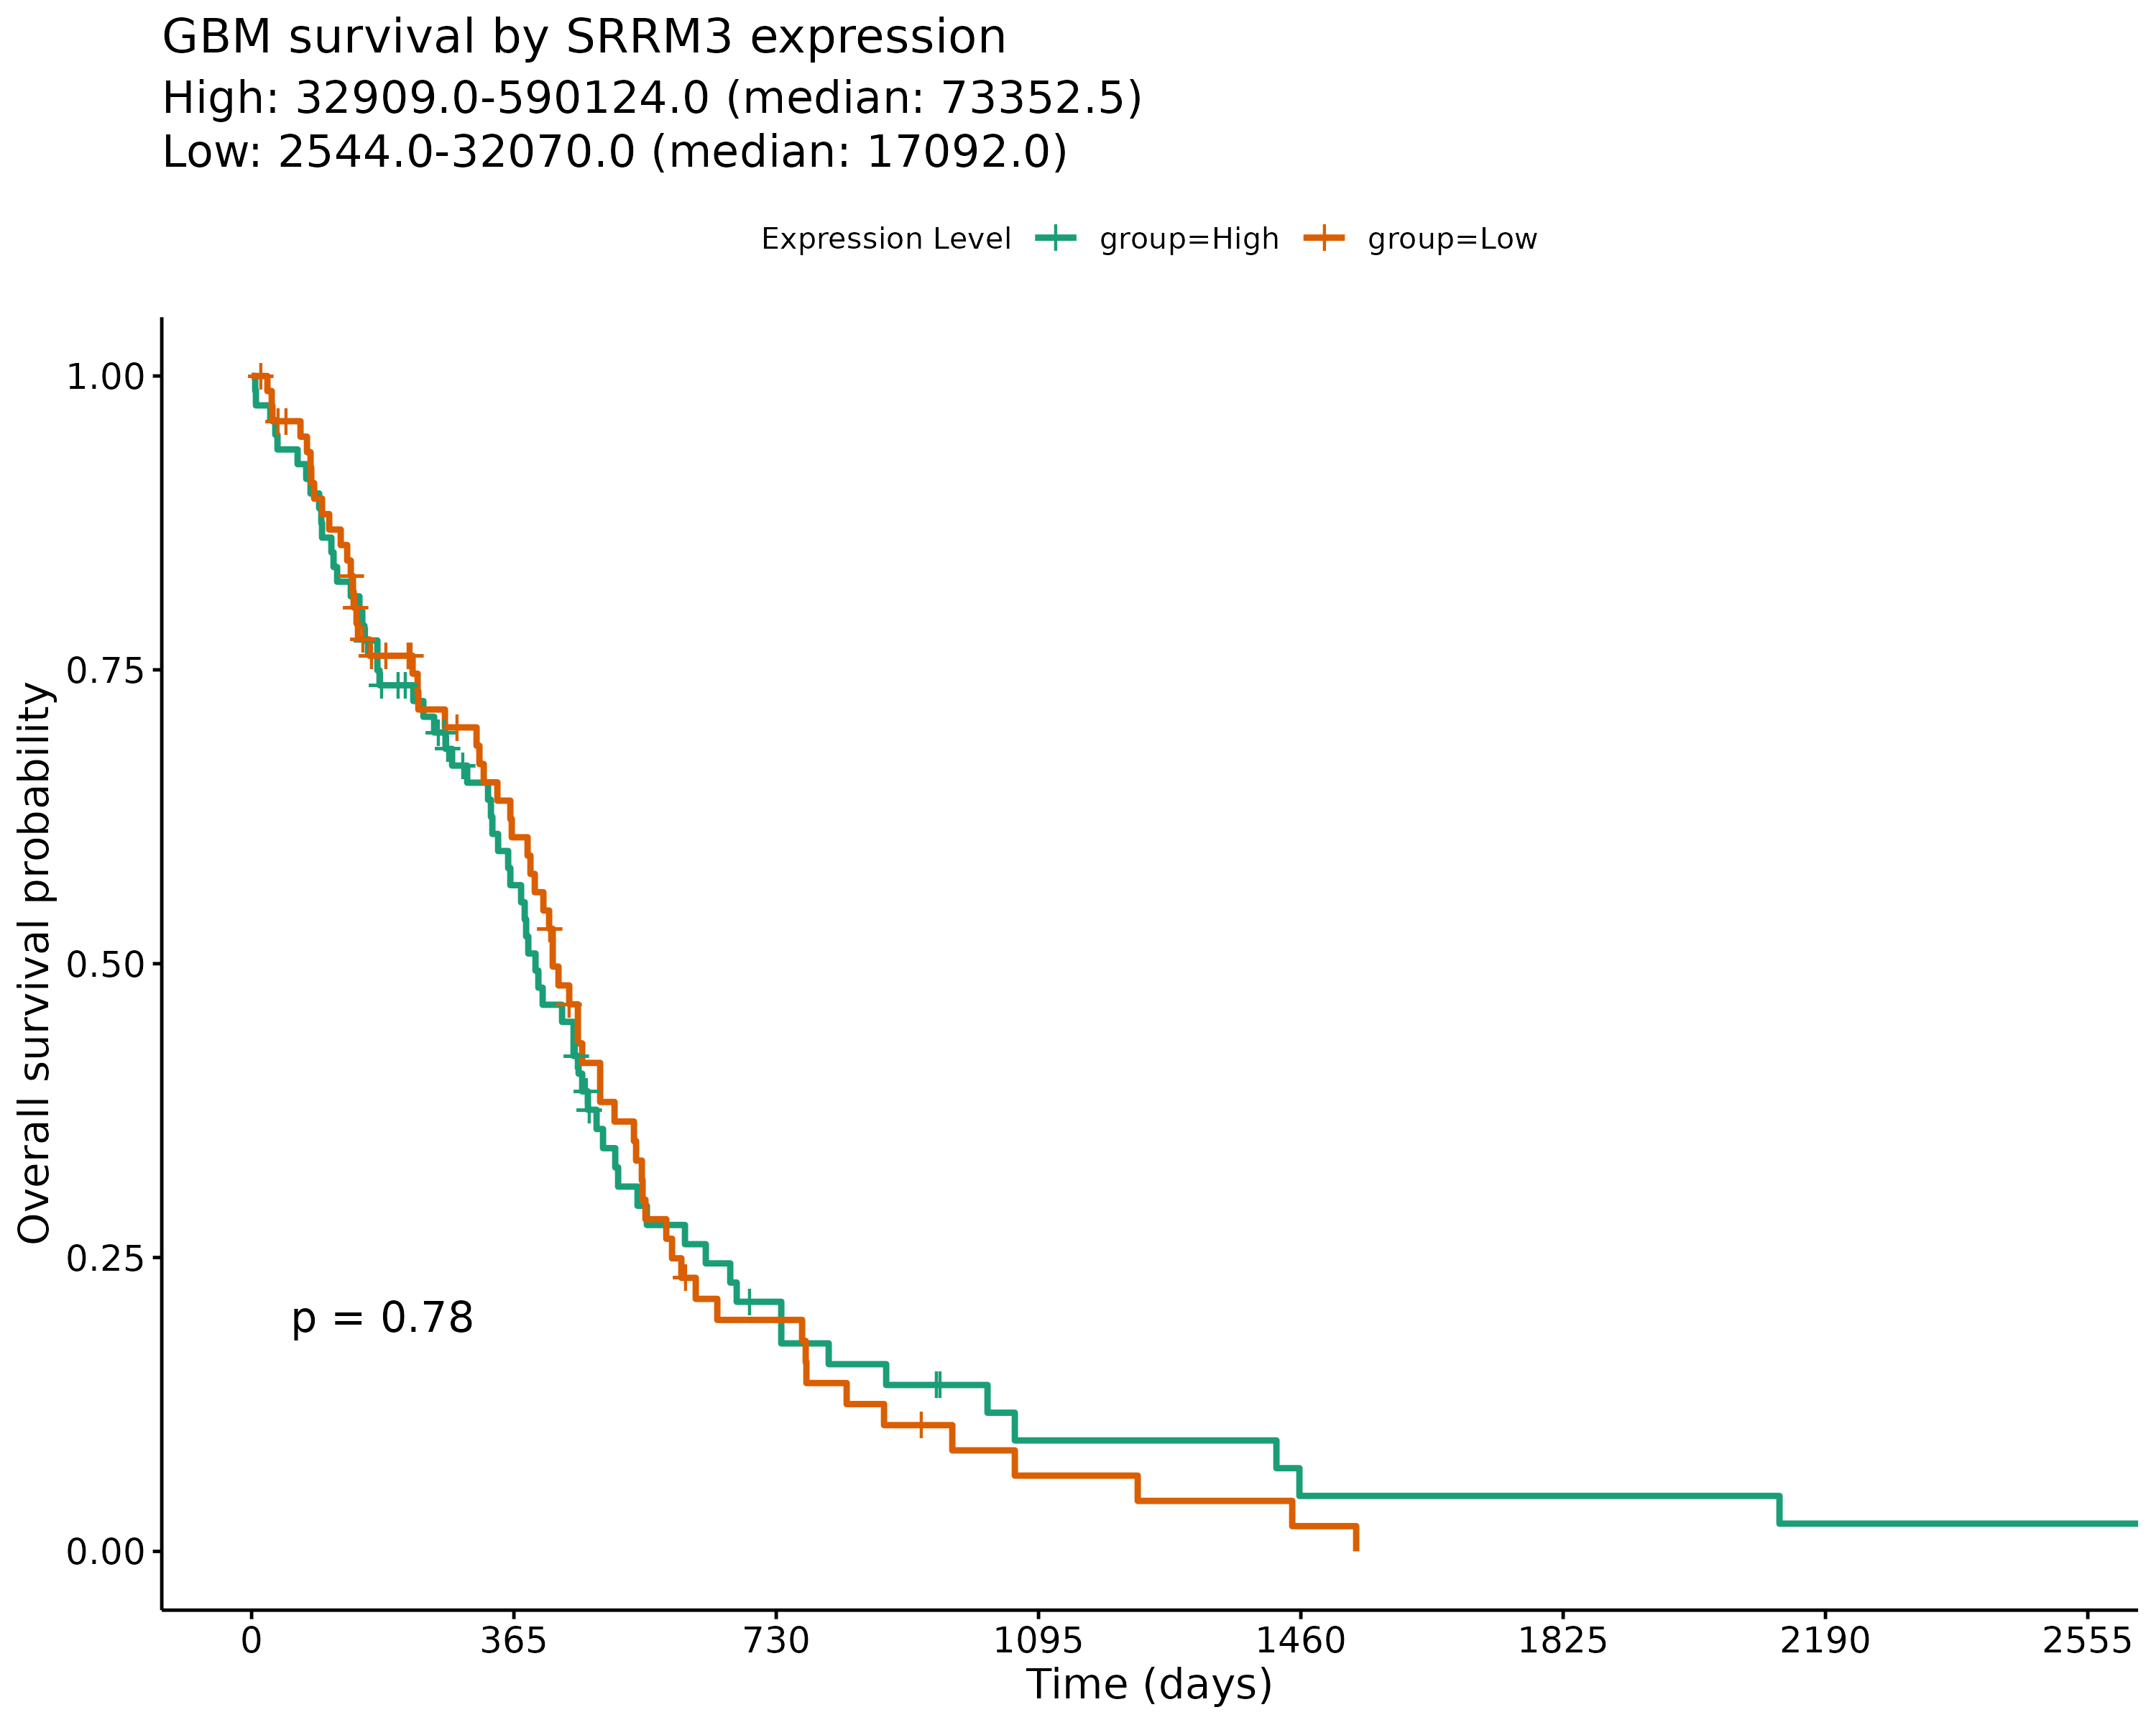 GBM survival by SRRM3 expression
High: 32909.0-590124.0 (median: 73352.5)
Low: 2544.0-32070.0 (median: 17092.0)
Expression Level group=High group=Low
Overall survival probability
1.00
0.75
0.50
0.25
0.00
p = 0.78
0 365 730 1095 1460 1825 2190 2555
Time (days)